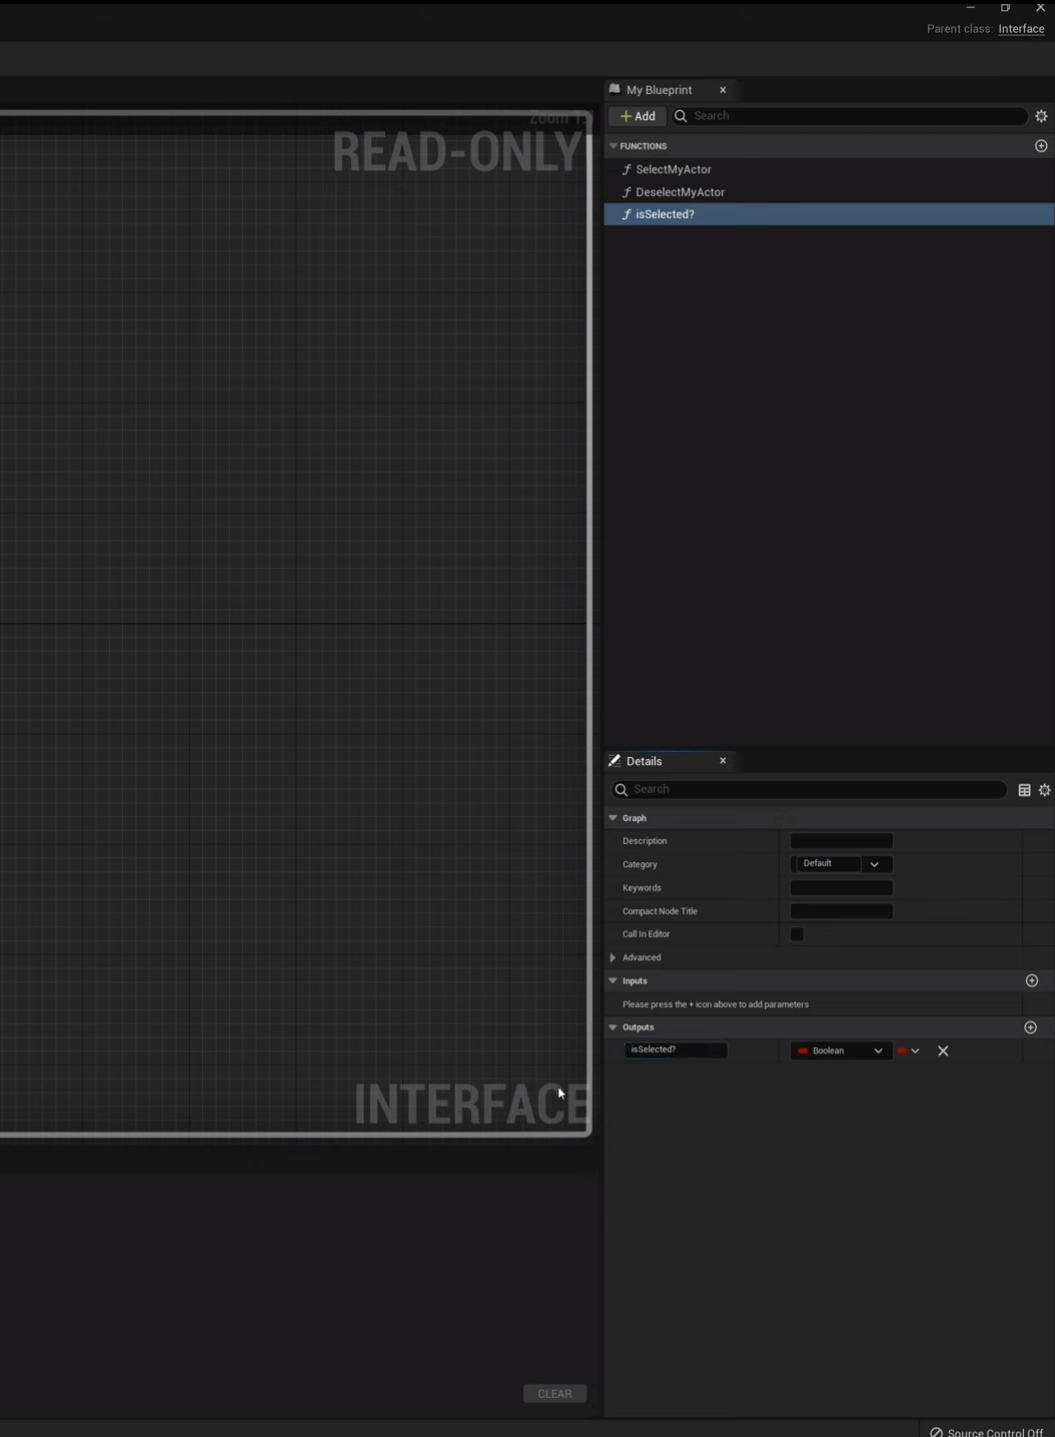 Parent class: Interface
My Blueprint
Zoom 1:
+ Add
Search
READ-ONLY
FUNCTIONS
SelectMyActor
DeselectMyActor
isSelected?
Details
Search
Graph
Description
Category
Default
Keywords
Compact Node Title
Call In Editor
Advanced
Inputs
Please press the + icon above to add parameters
Outputs
isSelected?
Boolean
INTERFACE
CLEAR
Source Control Off